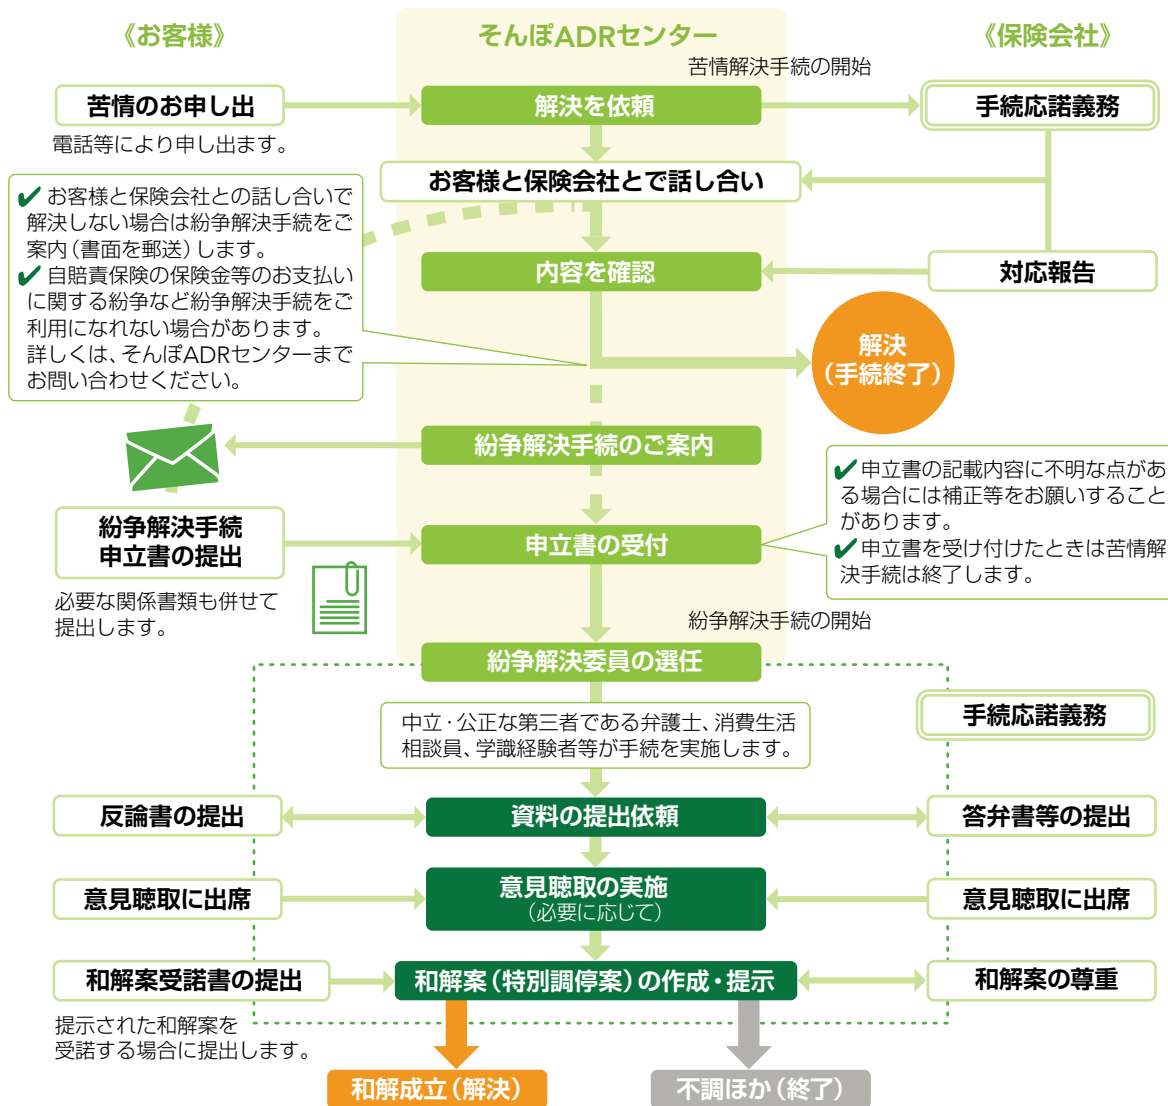 《お客様》
そんぽADRセンター
《保険会社》
苦情解決手続の開始
苦情のお申し出
解決を依頼
手続応諾義務
電話等により申し出ます。
お客様と保険会社とで話し合い
✔お客様と保険会社との話し合いで
解決しない場合は紛争解決手続をご
案内（書面を郵送）します。
✔自賠責保険の保険金等のお支払い
に関する紛争など紛争解決手続をご
利用になれない場合があります。
詳しくは、そんぽADRセンターまで
お問い合わせください。
内容を確認
対応報告
解決
（手続終了）
紛争解決手続のご案内
✔申立書の記載内容に不明な点があ
る場合には補正等をお願いすること
があります。
✔申立書を受け付けたときは苦情解
決手続は終了します。
紛争解決手続
申立書の提出
申立書の受付
必要な関係書類も併せて
提出します。
紛争解決手続の開始
紛争解決委員の選任
手続応諾義務
中立・公正な第三者である弁護士、消費生活
相談員、学識経験者等が手続を実施します。
反論書の提出
資料の提出依頼
答弁書等の提出
意見聴取に出席
意見聴取の実施
（必要に応じて）
意見聴取に出席
和解案受諾書の提出
和解案（特別調停案）の作成・提示
和解案の尊重
提示された和解案を
受諾する場合に提出します。
和解成立（解決）
不調ほか（終了）